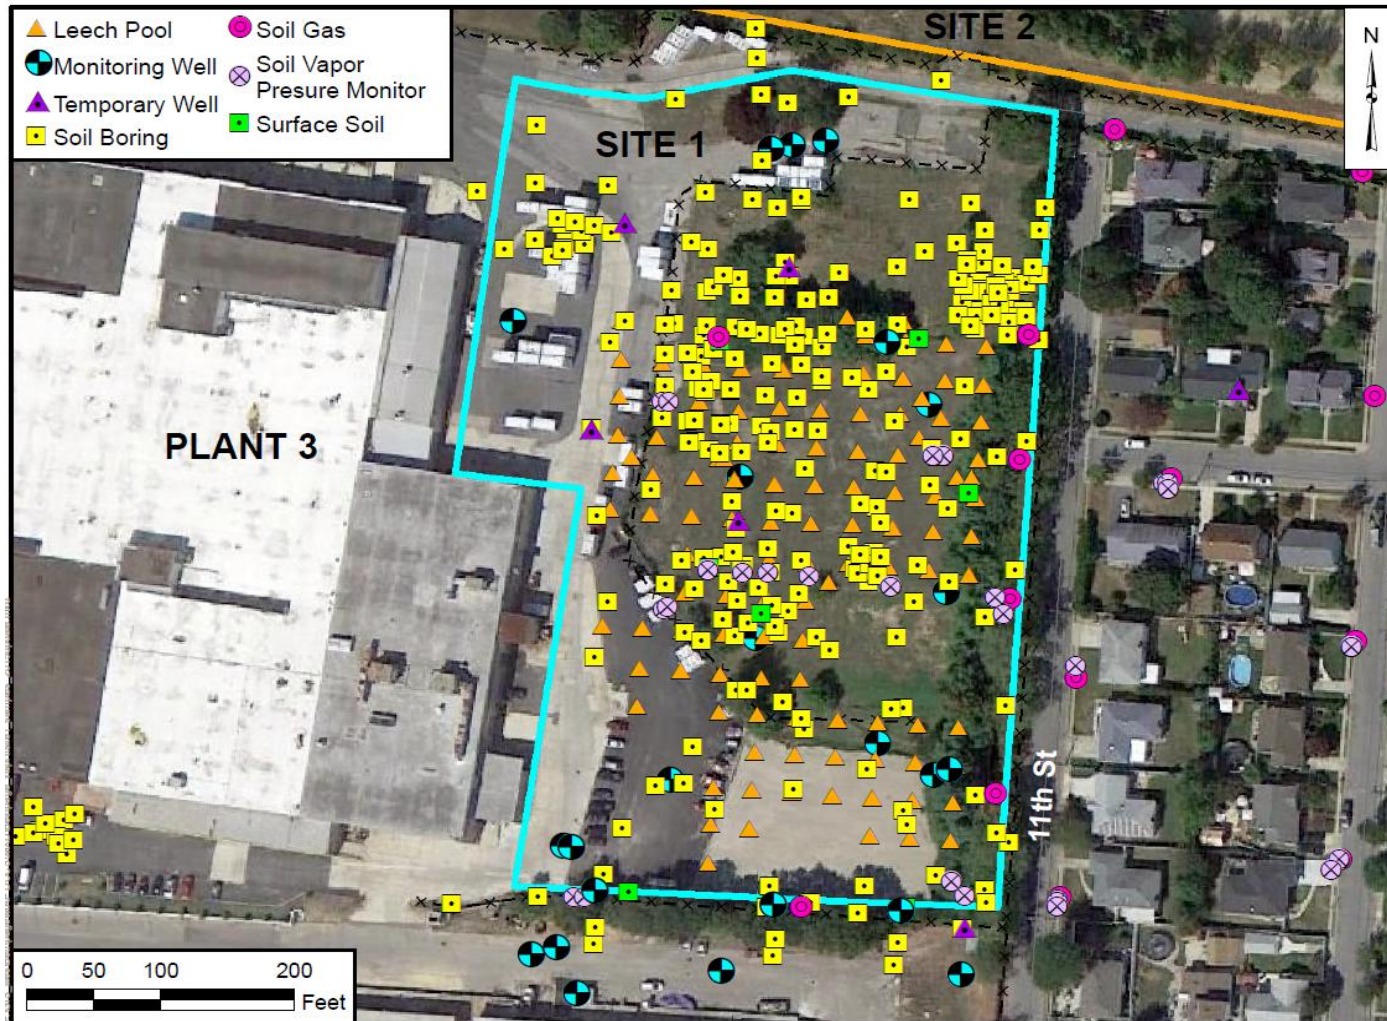 Leech Pool
Monitoring Well
Temporary Well
Soil Boring
Soil Gas
Soil Vapor
Presure Monitor
Surface Soil
SITE 2
N
SITE 1
PLANT 3
11th St
0 50 100 200
Feet